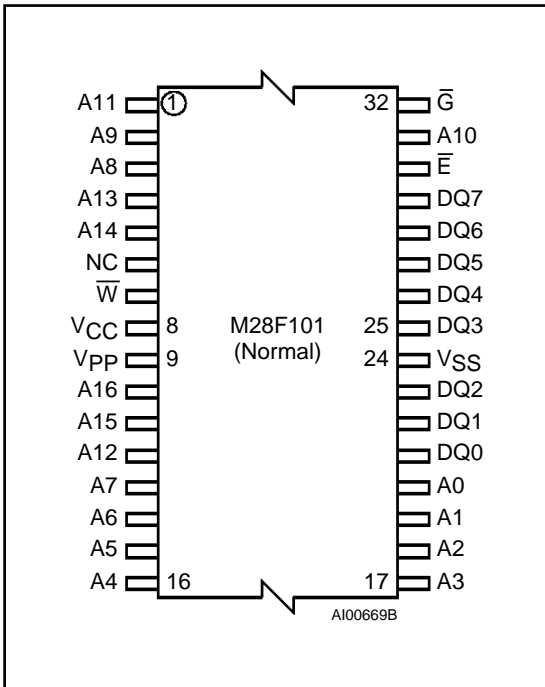 A11 1 32 G̅
A9 A10
A8 E̅
A13 DQ7
A14 DQ6
NC DQ5
W̅ DQ4
VCC 8 M28F101 25 DQ3
VPP 9 (Normal) 24 VSS
A16 DQ2
A15 DQ1
A12 DQ0
A7 A0
A6 A1
A5 A2
A4 16 17 A3
AI00669B